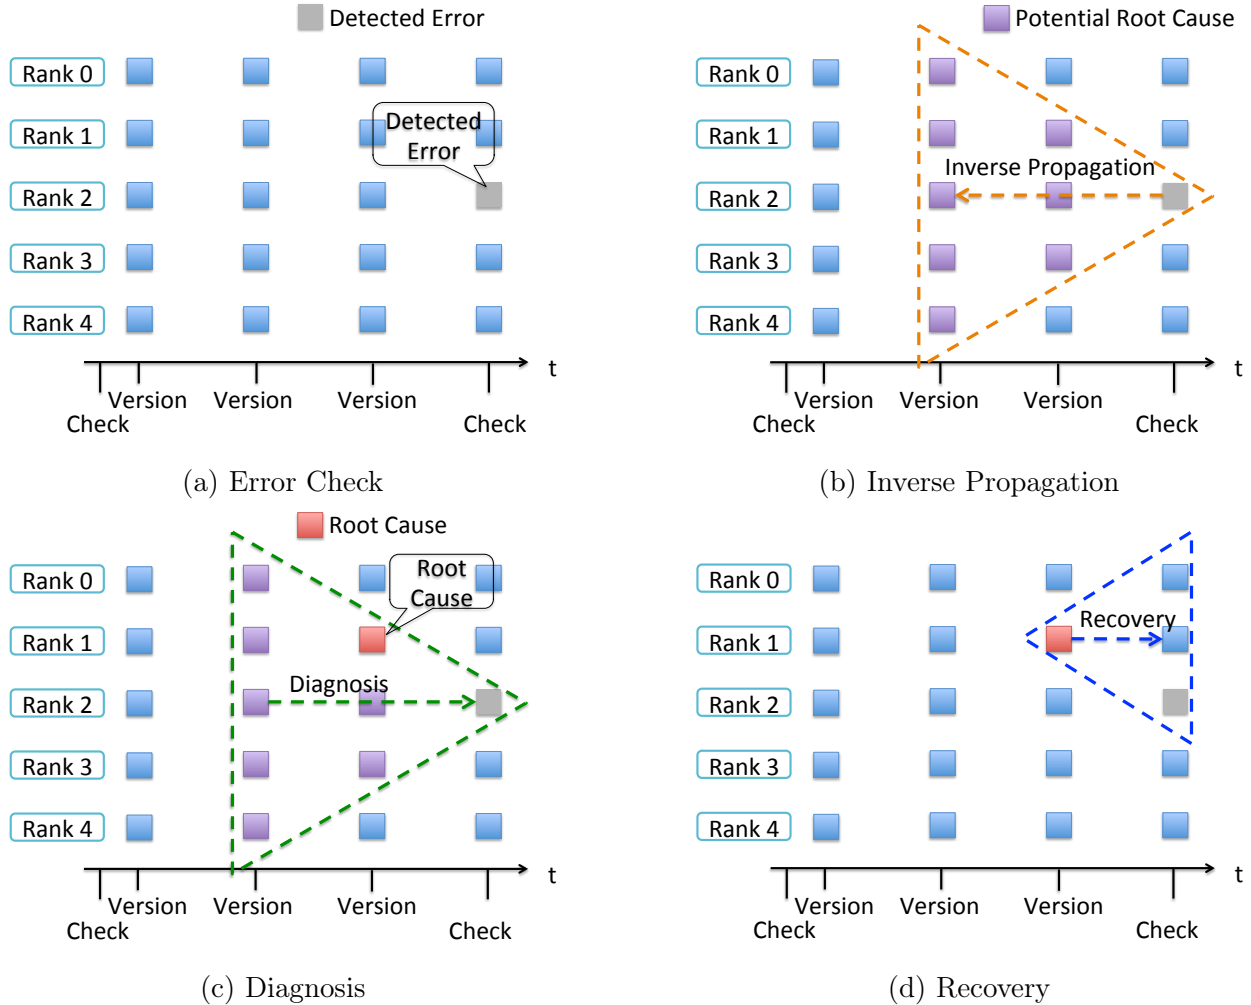 Detected Error
Rank 0
Rank 1
Detected
Error
Rank 2
Rank 3
Rank 4
t
Version Version Version
Check Check
(a) Error Check
Potential Root Cause
Rank 0
Rank 1
Inverse Propagation
Rank 2
Rank 3
Rank 4
t
Version Version Version
Check Check
(b) Inverse Propagation
Root Cause
Rank 0
Root
Cause
Rank 1
Diagnosis
Rank 2
Rank 3
Rank 4
t
Version Version Version
Check Check
(c) Diagnosis
Rank 0
Recovery
Rank 1
Rank 2
Rank 3
Rank 4
t
Version Version Version
Check Check
(d) Recovery